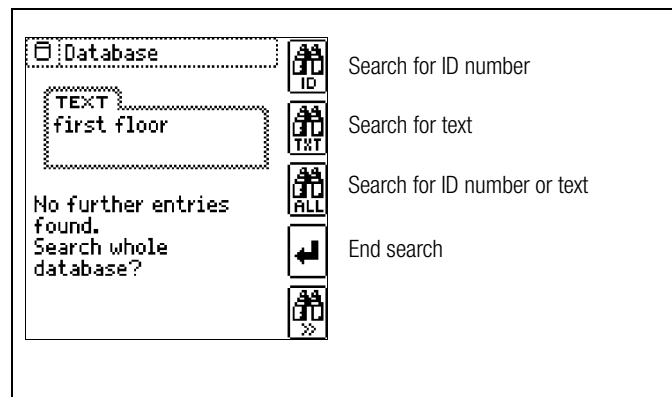 Database
ID
Search for ID number
TEXT
first floor
TXT
Search for text
ALL
Search for ID number or text
No further entries
found.
Search whole
database?
End search
>>